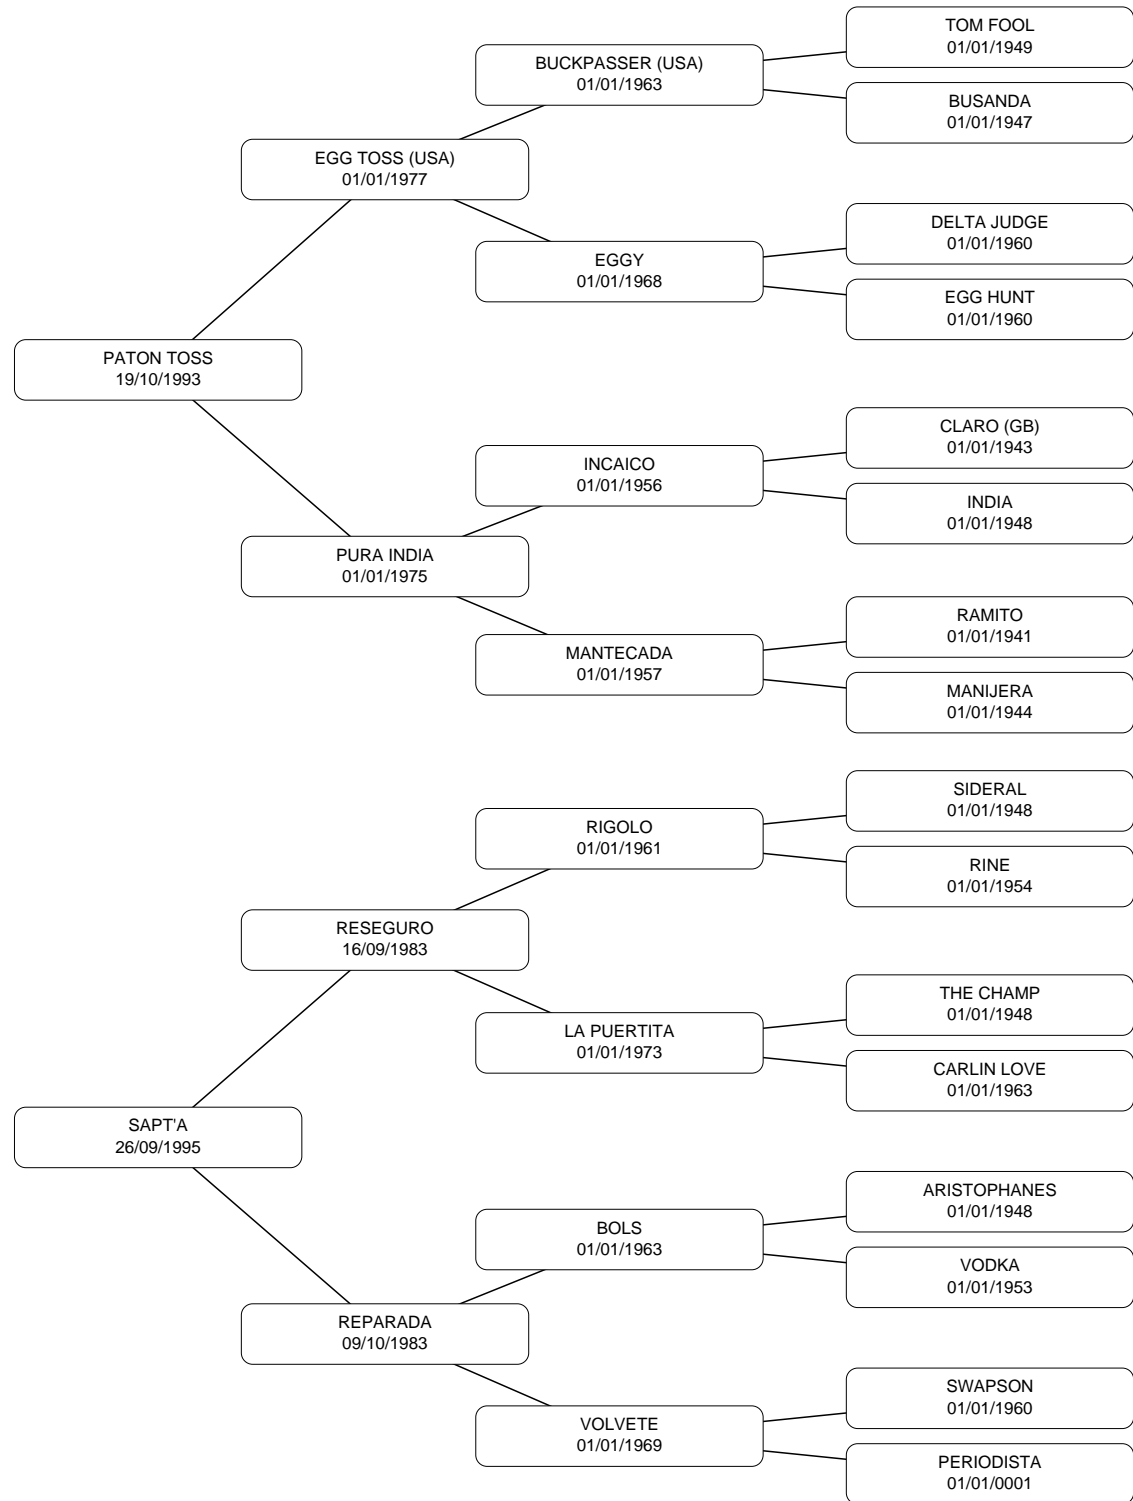 TOM FOOL
01/01/1949
BUCKPASSER (USA)
01/01/1963
BUSANDA
01/01/1947
EGG TOSS (USA)
01/01/1977
DELTA JUDGE
01/01/1960
EGGY
01/01/1968
EGG HUNT
01/01/1960
PATON TOSS
19/10/1993
CLARO (GB)
01/01/1943
INCAICO
01/01/1956
INDIA
01/01/1948
PURA INDIA
01/01/1975
RAMITO
01/01/1941
MANTECADA
01/01/1957
MANIJERA
01/01/1944
SIDERAL
01/01/1948
RIGOLO
01/01/1961
RINE
01/01/1954
RESEGURO
16/09/1983
THE CHAMP
01/01/1948
LA PUERTITA
01/01/1973
CARLIN LOVE
01/01/1963
SAPT'A
26/09/1995
ARISTOPHANES
01/01/1948
BOLS
01/01/1963
VODKA
01/01/1953
REPARADA
09/10/1983
SWAPSON
01/01/1960
VOLVETE
01/01/1969
PERIODISTA
01/01/0001